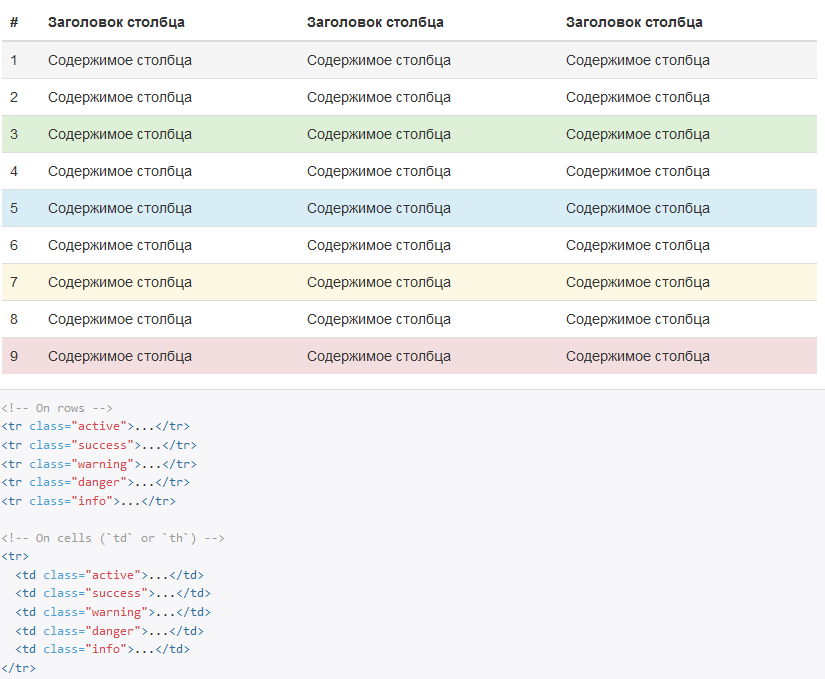 # Заголовок столбца Заголовок столбца Заголовок столбца
1 Содержимое столбца Содержимое столбца Содержимое столбца
2 Содержимое столбца Содержимое столбца Содержимое столбца
3 Содержимое столбца Содержимое столбца Содержимое столбца
4 Содержимое столбца Содержимое столбца Содержимое столбца
5 Содержимое столбца Содержимое столбца Содержимое столбца
6 Содержимое столбца Содержимое столбца Содержимое столбца
7 Содержимое столбца Содержимое столбца Содержимое столбца
8 Содержимое столбца Содержимое столбца Содержимое столбца
9 Содержимое столбца Содержимое столбца Содержимое столбца
<!-- On rows -->
<tr class="active">...</tr>
<tr class="success">...</tr>
<tr class="warning">...</tr>
<tr class="danger">...</tr>
<tr class="info">...</tr>
<!-- On cells (`td` or `th`) -->
<tr>
  <td class="active">...</td>
  <td class="success">...</td>
  <td class="warning">...</td>
  <td class="danger">...</td>
  <td class="info">...</td>
</tr>